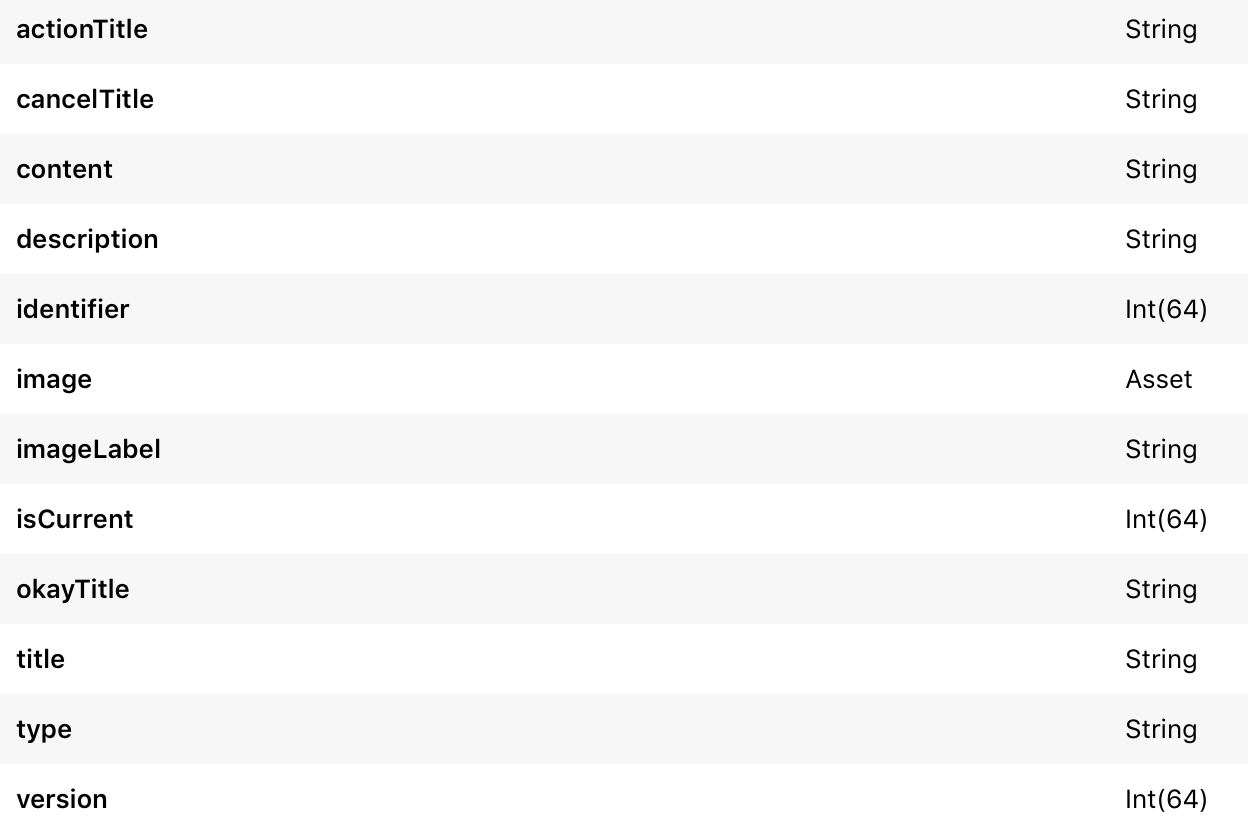 actionTitle String
cancelTitle String
content String
description String
identifier Int(64)
image Asset
imageLabel String
isCurrent Int(64)
okayTitle String
title String
type String
version Int(64)